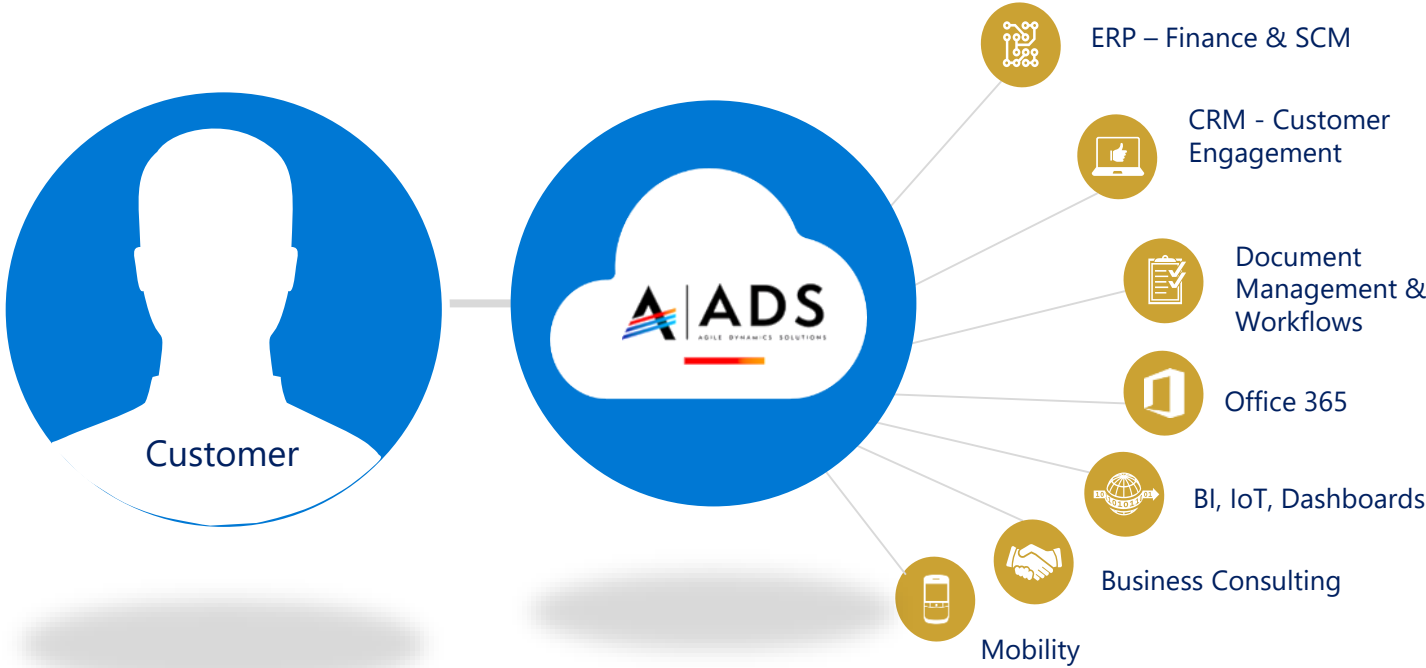 Customer
ADS
AGILE DYNAMICS SOLUTIONS
ERP – Finance & SCM
CRM - Customer
Engagement
Document
Management &
Workflows
Office 365
BI, IoT, Dashboards
Business Consulting
Mobility